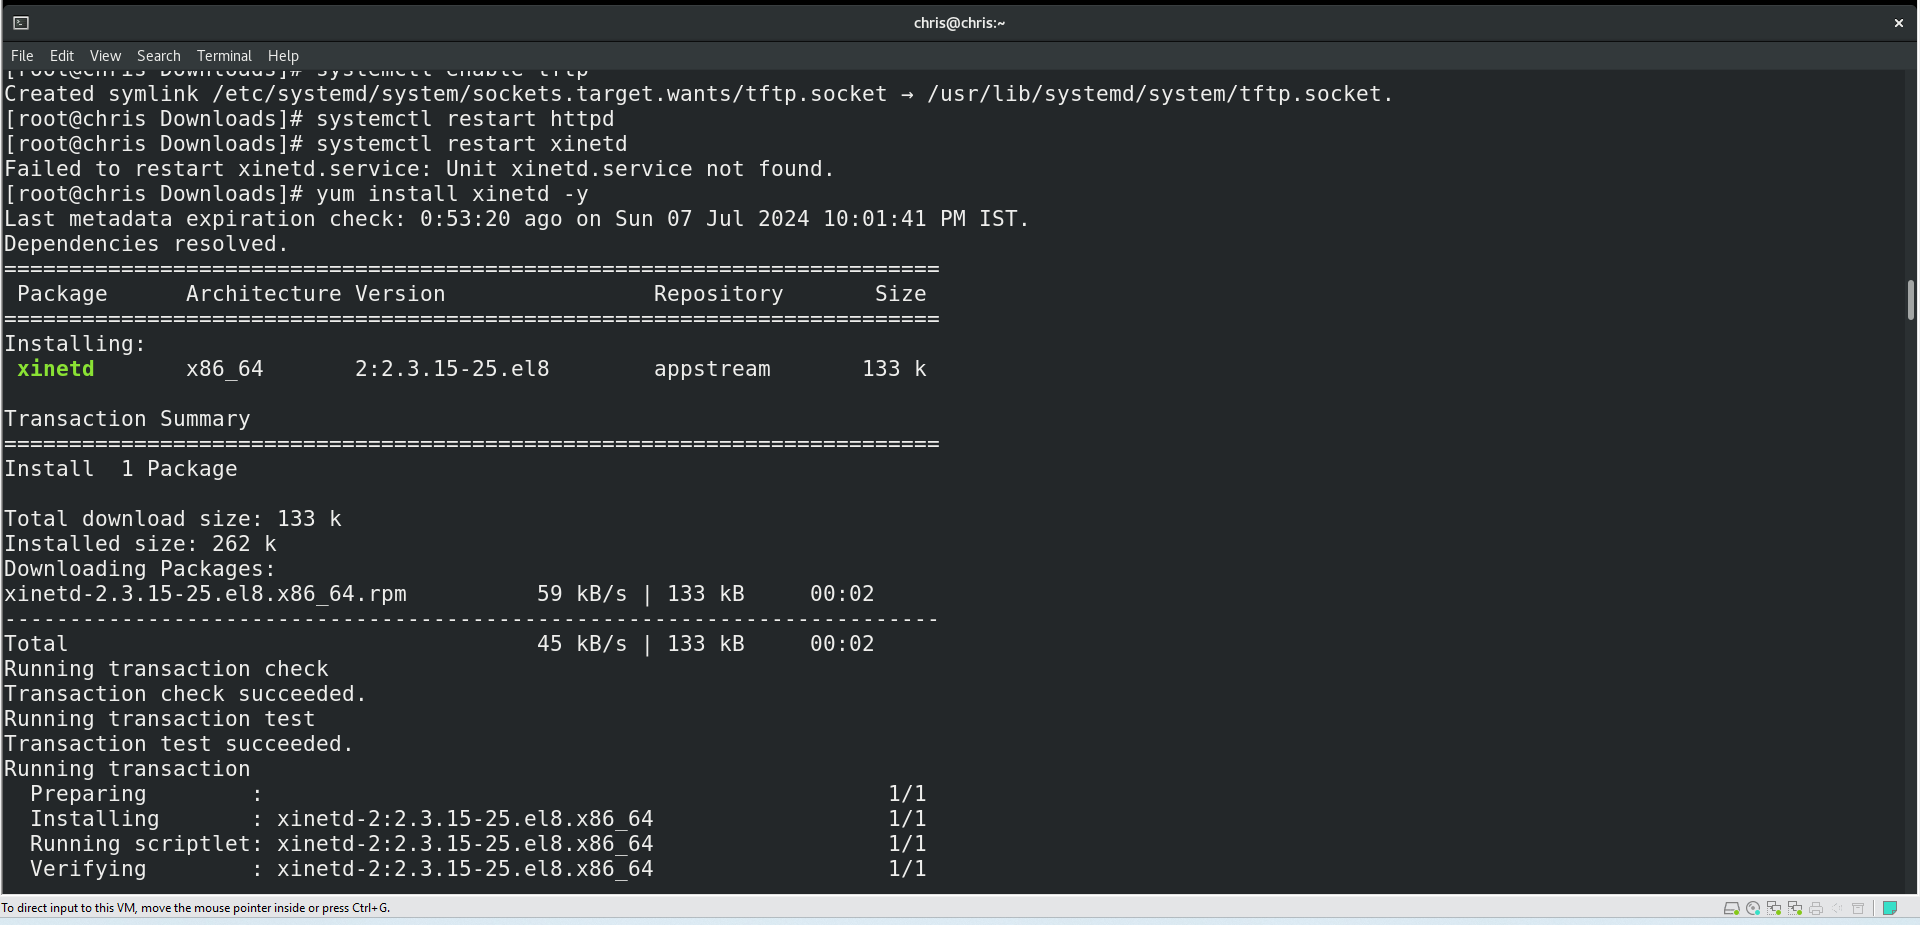 chris@chris:~
File Edit View Search Terminal Help
[root@chris Downloads]# systemctl enable tftp
Created symlink /etc/systemd/system/sockets.target.wants/tftp.socket → /usr/lib/systemd/system/tftp.socket.
[root@chris Downloads]# systemctl restart httpd
[root@chris Downloads]# systemctl restart xinetd
Failed to restart xinetd.service: Unit xinetd.service not found.
[root@chris Downloads]# yum install xinetd -y
Last metadata expiration check: 0:53:20 ago on Sun 07 Jul 2024 10:01:41 PM IST.
Dependencies resolved.
========================================================================
 Package      Architecture Version                Repository       Size
========================================================================
Installing:
 xinetd       x86_64       2:2.3.15-25.el8        appstream       133 k

Transaction Summary
========================================================================
Install  1 Package

Total download size: 133 k
Installed size: 262 k
Downloading Packages:
xinetd-2.3.15-25.el8.x86_64.rpm          59 kB/s | 133 kB     00:02
------------------------------------------------------------------------
Total                                    45 kB/s | 133 kB     00:02
Running transaction check
Transaction check succeeded.
Running transaction test
Transaction test succeeded.
Running transaction
  Preparing        :                                                1/1
  Installing       : xinetd-2:2.3.15-25.el8.x86_64                  1/1
  Running scriptlet: xinetd-2:2.3.15-25.el8.x86_64                  1/1
  Verifying        : xinetd-2:2.3.15-25.el8.x86_64                  1/1
To direct input to this VM, move the mouse pointer inside or press Ctrl+G.